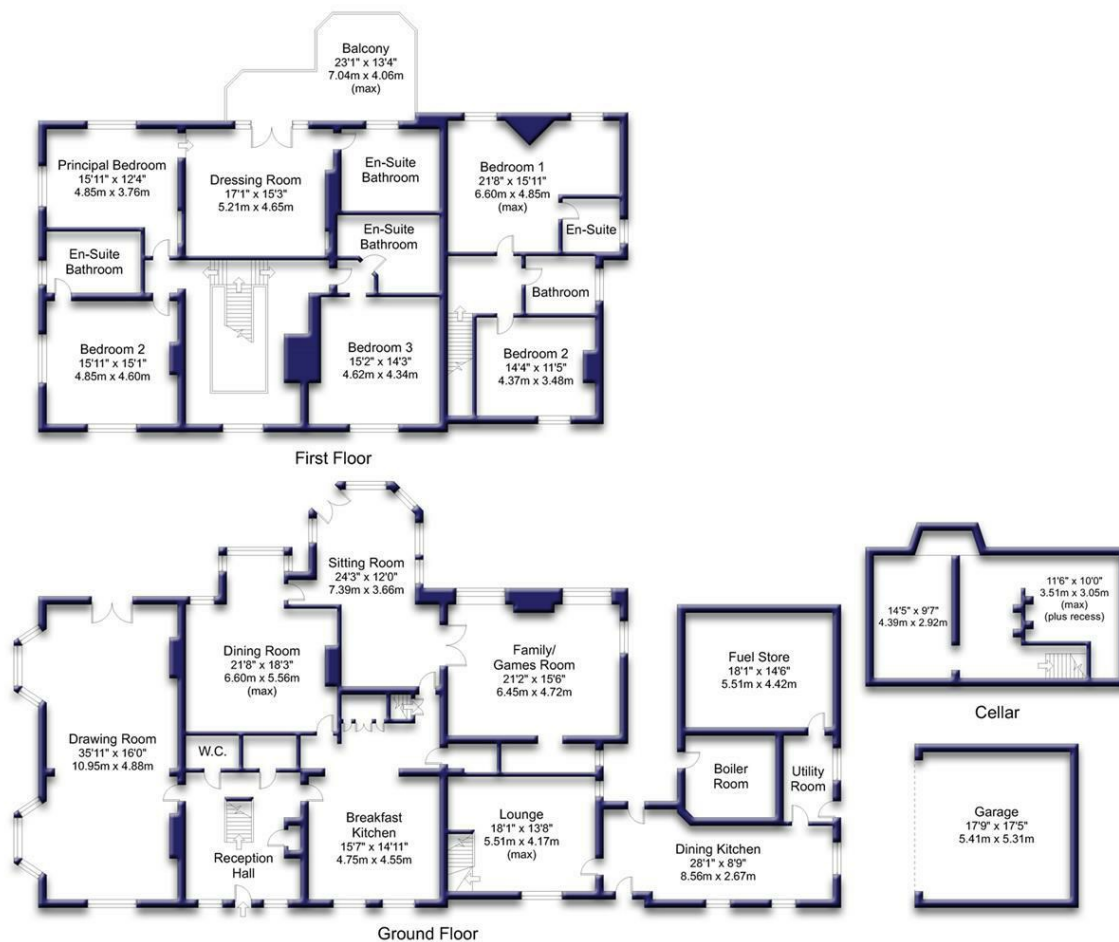 Balcony
23'1" x 13'4"
7.04m x 4.06m
(max)
Principal Bedroom
15'11" x 12'4"
4.85m x 3.76m
Dressing Room
17'1" x 15'3"
5.21m x 4.65m
En-Suite
Bathroom
Bedroom 1
21'8" x 15'11"
6.60m x 4.85m
(max)
En-Suite
Bathroom
En-Suite
En-Suite
Bathroom
Bathroom
Bedroom 2
15'11" x 15'1"
4.85m x 4.60m
Bedroom 3
15'2" x 14'3"
4.62m x 4.34m
Bedroom 2
14'4" x 11'5"
4.37m x 3.48m
First Floor
Sitting Room
24'3" x 12'0"
7.39m x 3.66m
Dining Room
21'8" x 18'3"
6.60m x 5.56m
(max)
Family/
Games Room
21'2" x 15'6"
6.45m x 4.72m
Fuel Store
18'1" x 14'6"
5.51m x 4.42m
14'5" x 9'7"
4.39m x 2.92m
11'6" x 10'0"
3.51m x 3.05m
(max)
(plus recess)
Cellar
Drawing Room
35'11" x 16'0"
10.95m x 4.88m
W.C.
Boiler
Room
Utility
Room
Breakfast
Kitchen
15'7" x 14'11"
4.75m x 4.55m
Lounge
18'1" x 13'8"
5.51m x 4.17m
(max)
Reception
Hall
Dining Kitchen
28'1" x 8'9"
8.56m x 2.67m
Garage
17'9" x 17'5"
5.41m x 5.31m
Ground Floor